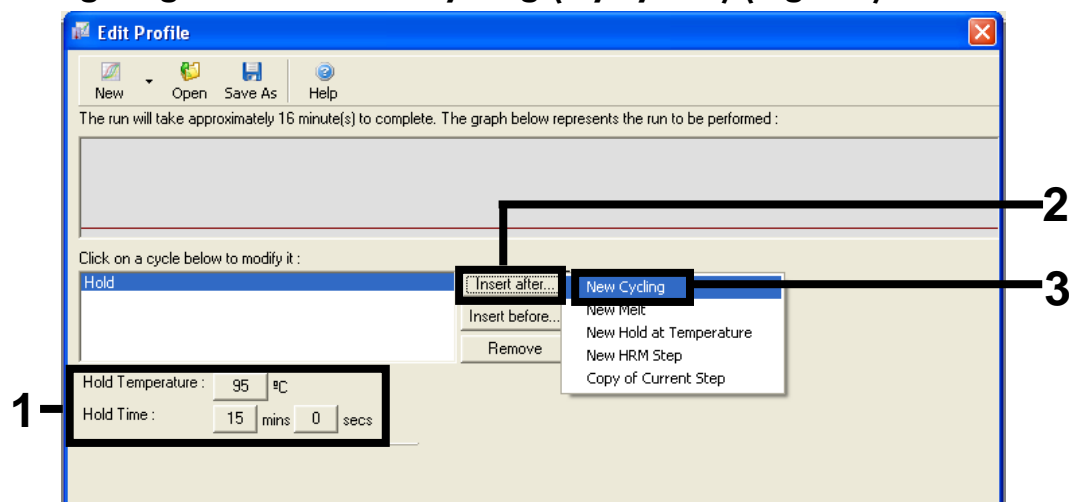 Edit Profile
New Open Save As Help
The run will take approximately 16 minute(s) to complete. The graph below represents the run to be performed :
2
Click on a cycle below to modify it :
Hold
Insert after...
New Cycling
3
Insert before...
New Melt
New Hold at Temperature
Remove
New HRM Step
Copy of Current Step
1
Hold Temperature : 95 ºC
Hold Time : 15 mins 0 secs